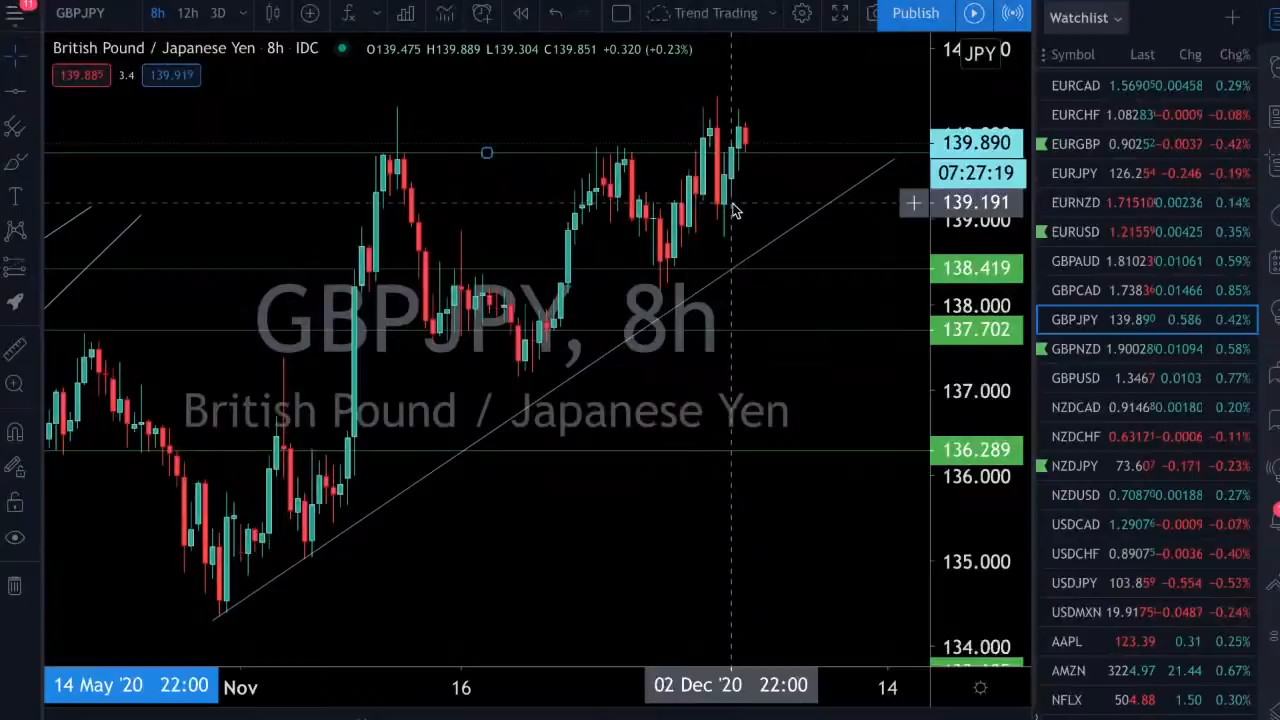 11
GBPJPY 8h 12h 3D Trend Trading Publish
Watchlist
British Pound / Japanese Yen · 8h · IDC O139.475 H139.889 L139.304 C139.851 +0.320 (+0.23%)
139.885 3.4 139.919
JPY
Symbol Last Chg Chg%
EURCAD 1.56905 0.00458 0.29%
EURCHF 1.08283 -0.0009 -0.08%
EURGBP 0.90252 -0.0037 -0.42%
EURJPY 126.254 -0.246 -0.19%
EURNZD 1.71510 0.00236 0.14%
EURUSD 1.21559 0.00425 0.35%
GBPAUD 1.81023 0.01061 0.59%
GBPCAD 1.73836 0.01466 0.85%
GBPJPY 139.890 0.586 0.42%
GBPNZD 1.90028 0.01094 0.58%
GBPUSD 1.3467 0.0103 0.77%
NZDCAD 0.91468 0.00180 0.20%
NZDCHF 0.63121 -0.0006 -0.11%
NZDJPY 73.607 -0.171 -0.23%
NZDUSD 0.70870 0.00188 0.27%
USDCAD 1.29076 -0.0009 -0.07%
USDCHF 0.89075 -0.0036 -0.40%
USDJPY 103.859 -0.554 -0.53%
USDMXN 19.9175 -0.0487 -0.24%
AAPL 123.39 0.31 0.25%
AMZN 3224.97 21.44 0.67%
NFLX 504.88 1.50 0.30%
139.890
07:27:19
139.191
139.000
138.419
138.000
137.702
137.000
136.289
136.000
135.000
134.000
GBPJPY, 8h
British Pound / Japanese Yen
14 May '20 22:00 Nov 16 02 Dec '20 22:00 14